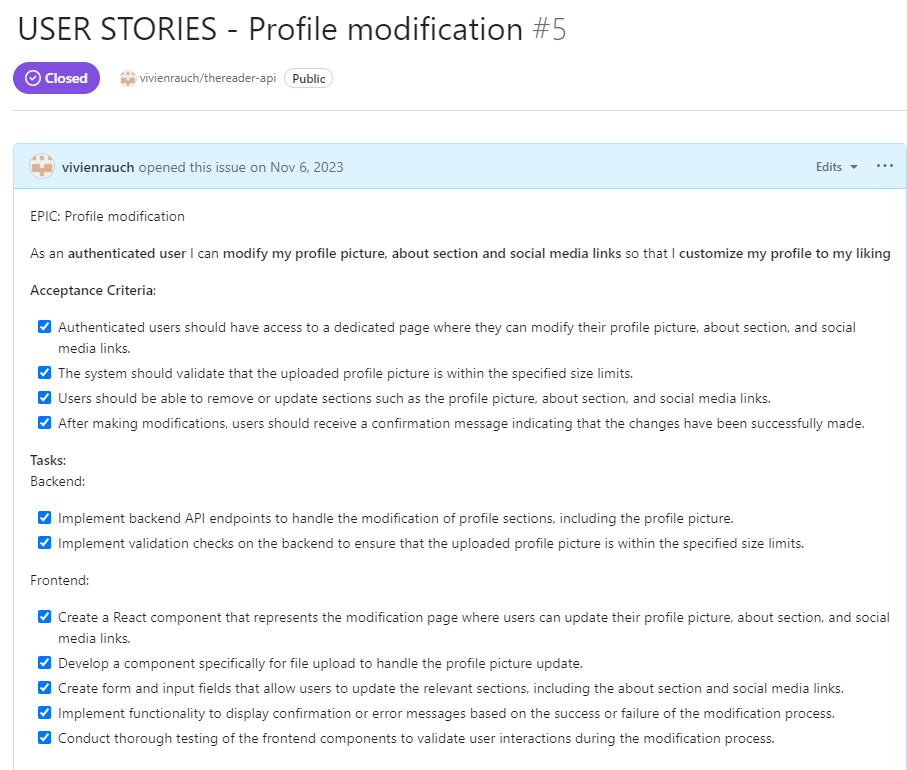 USER STORIES - Profile modification #5
Closed vivienrauch/thereader-api Public
vivienrauch opened this issue on Nov 6, 2023 Edits
EPIC: Profile modification
As an authenticated user I can modify my profile picture, about section and social media links so that I customize my profile to my liking
Acceptance Criteria:
Authenticated users should have access to a dedicated page where they can modify their profile picture, about section, and social
media links.
The system should validate that the uploaded profile picture is within the specified size limits.
Users should be able to remove or update sections such as the profile picture, about section, and social media links.
After making modifications, users should receive a confirmation message indicating that the changes have been successfully made.
Tasks:
Backend:
Implement backend API endpoints to handle the modification of profile sections, including the profile picture.
Implement validation checks on the backend to ensure that the uploaded profile picture is within the specified size limits.
Frontend:
Create a React component that represents the modification page where users can update their profile picture, about section, and social
media links.
Develop a component specifically for file upload to handle the profile picture update.
Create form and input fields that allow users to update the relevant sections, including the about section and social media links.
Implement functionality to display confirmation or error messages based on the success or failure of the modification process.
Conduct thorough testing of the frontend components to validate user interactions during the modification process.